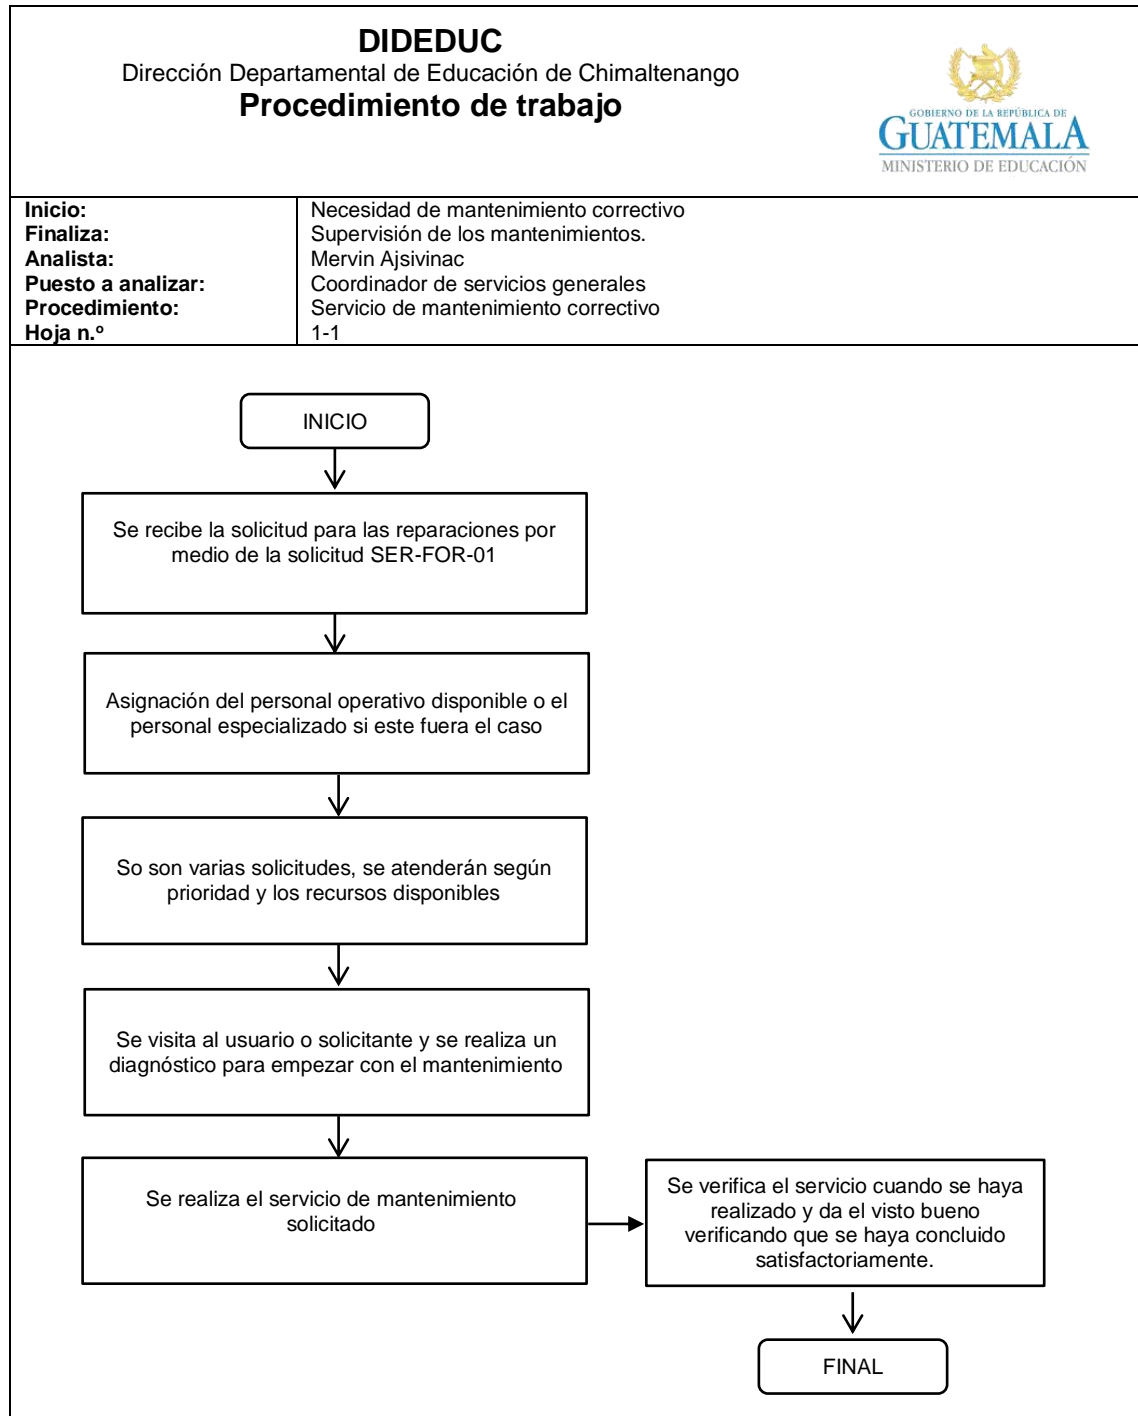 DIDEDUC
Dirección Departamental de Educación de Chimaltenango
Procedimiento de trabajo
GOBIERNO DE LA REPÚBLICA DE
GUATEMALA
MINISTERIO DE EDUCACIÓN
Inicio: Necesidad de mantenimiento correctivo
Finaliza: Supervisión de los mantenimientos.
Analista: Mervin Ajsivinac
Puesto a analizar: Coordinador de servicios generales
Procedimiento: Servicio de mantenimiento correctivo
Hoja n.º 1-1
INICIO
Se recibe la solicitud para las reparaciones por
medio de la solicitud SER-FOR-01
Asignación del personal operativo disponible o el
personal especializado si este fuera el caso
So son varias solicitudes, se atenderán según
prioridad y los recursos disponibles
Se visita al usuario o solicitante y se realiza un
diagnóstico para empezar con el mantenimiento
Se realiza el servicio de mantenimiento
solicitado
Se verifica el servicio cuando se haya
realizado y da el visto bueno
verificando que se haya concluido
satisfactoriamente.
FINAL